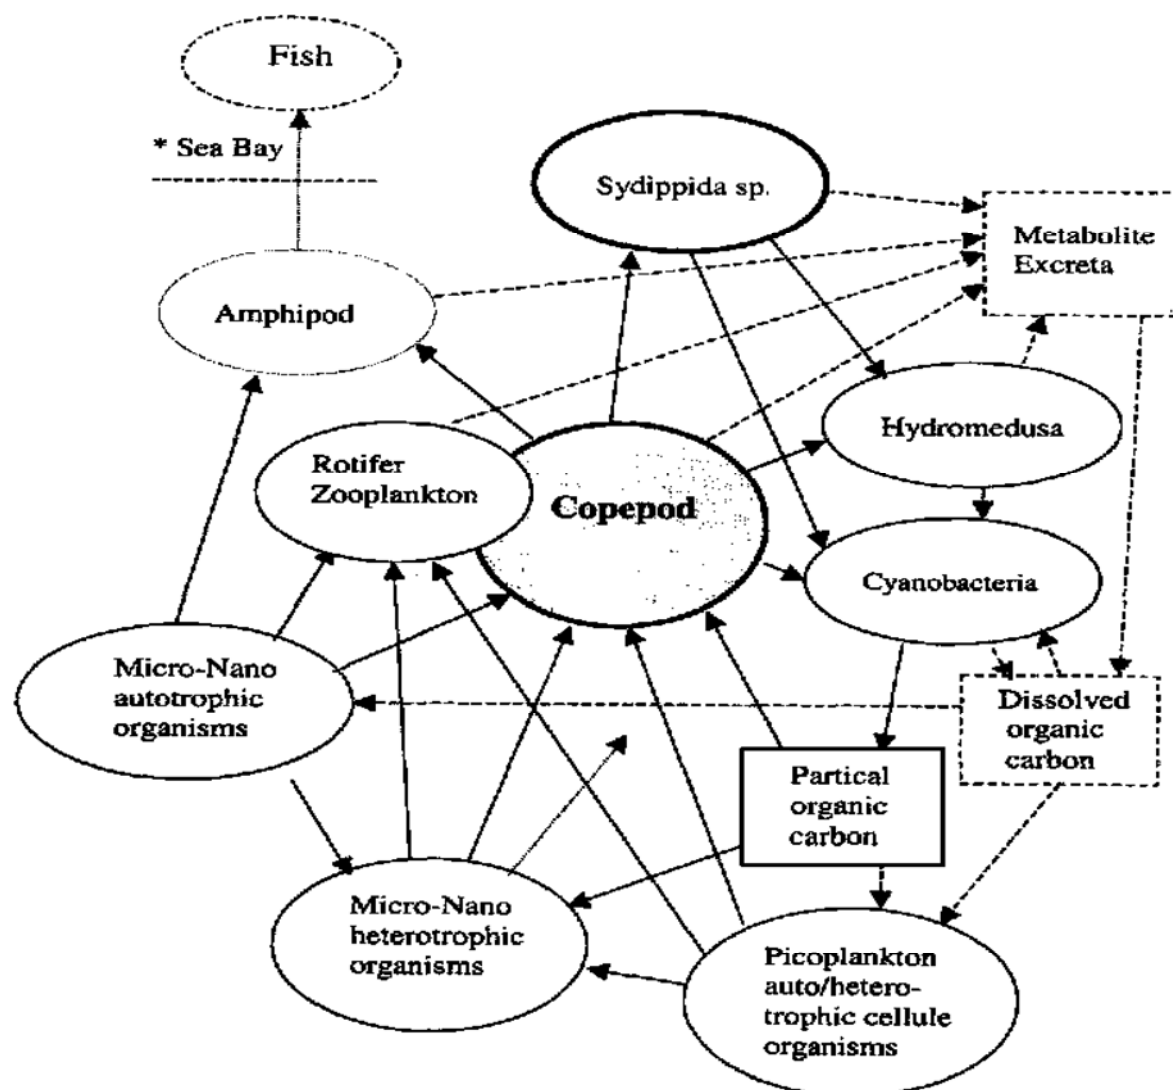 Fish
* Sea Bay
Sydippida sp.
Metabolite
Excreta
Amphipod
Hydromedusa
Rotifer
Zooplankton
Copepod
Cyanobacteria
Micro-Nano
autotrophic
organisms
Dissolved
organic
carbon
Partical
organic
carbon
Micro-Nano
heterotrophic
organisms
Picoplankton
auto/hetero-
trophic cellule
organisms